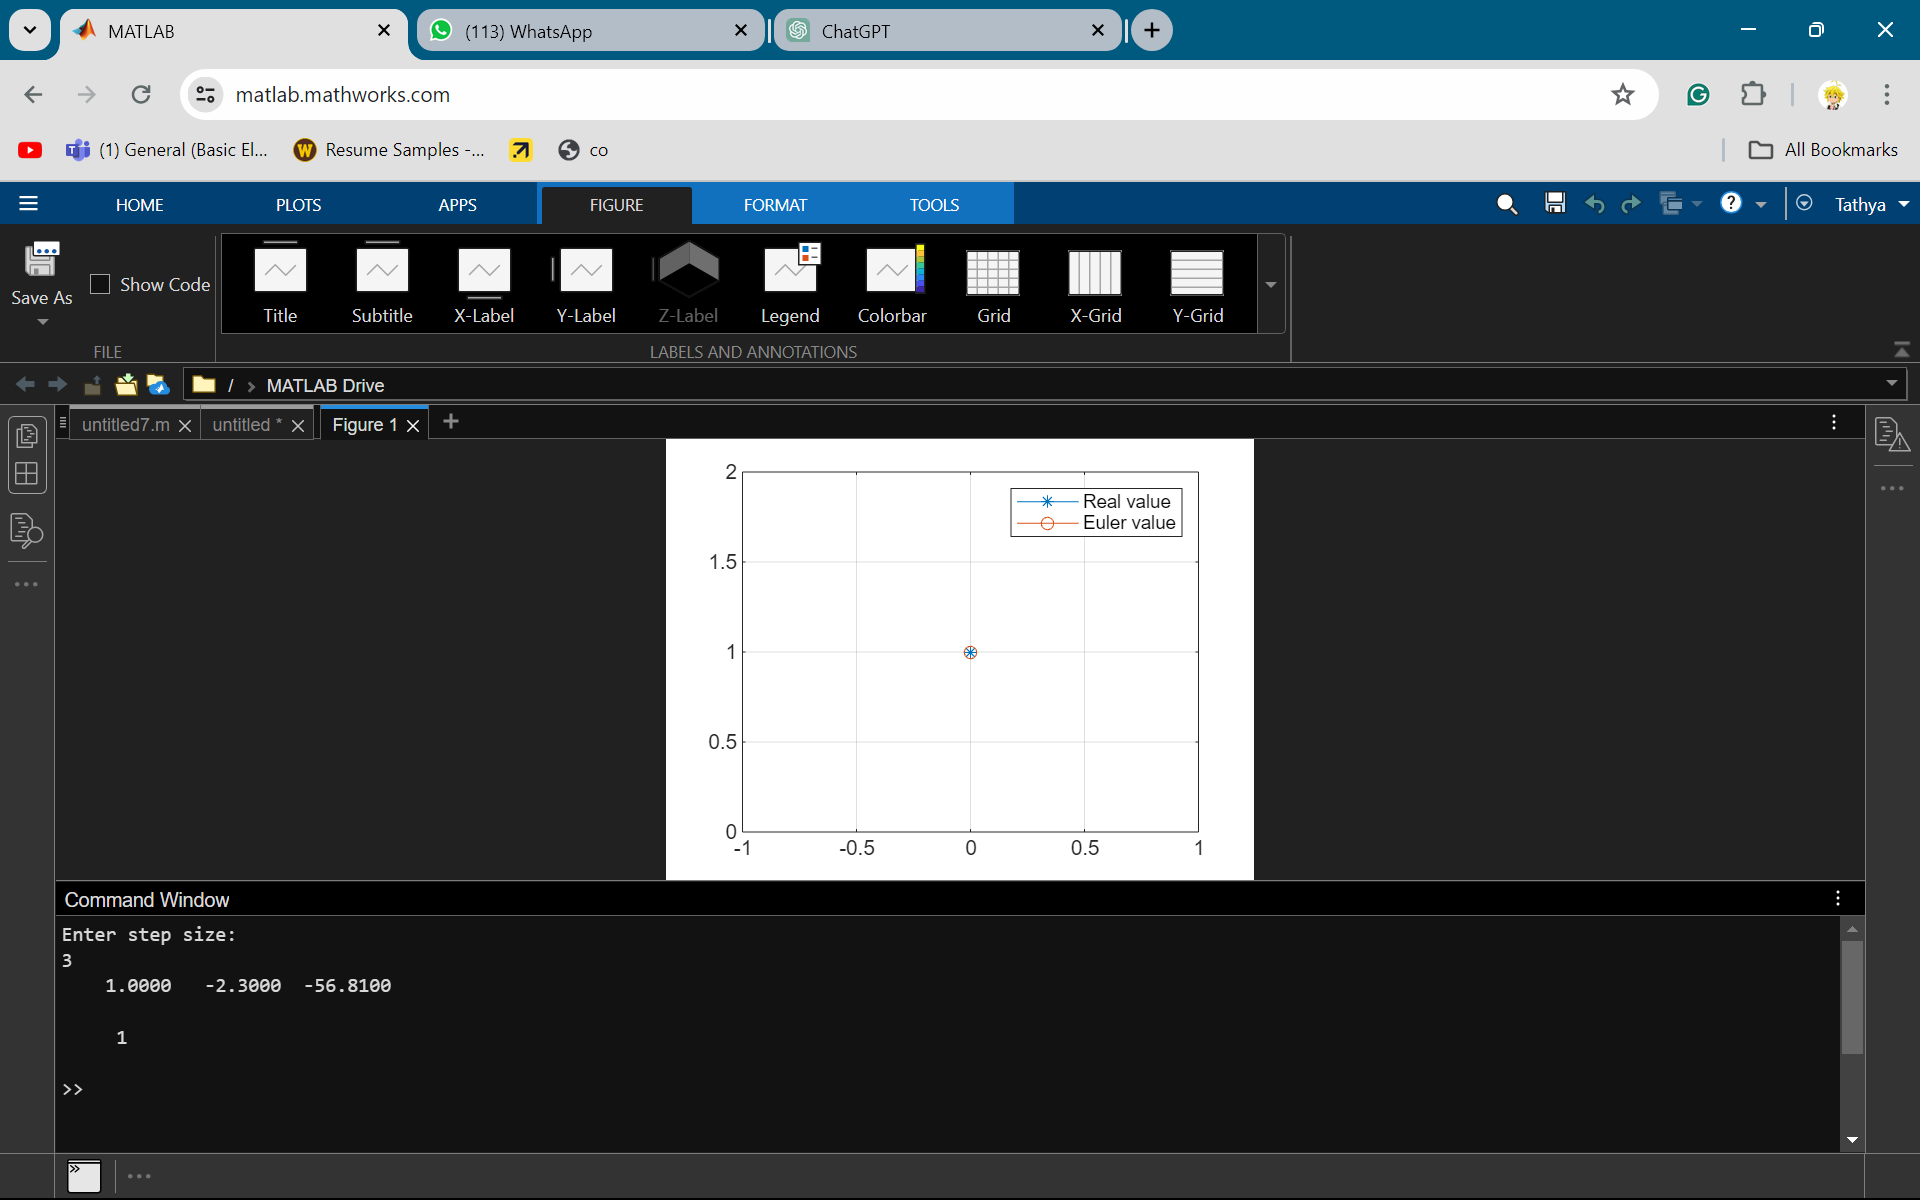 MATLAB
(113) WhatsApp
ChatGPT
matlab.mathworks.com
(1) General (Basic El...
Resume Samples -...
co
All Bookmarks
HOME
PLOTS
APPS
FIGURE
FORMAT
TOOLS
Tathya
Save As
Show Code
Title
Subtitle
X-Label
Y-Label
Z-Label
Legend
Colorbar
Grid
X-Grid
Y-Grid
FILE
LABELS AND ANNOTATIONS
/ > MATLAB Drive
untitled7.m
untitled *
Figure 1
2
1.5
1
0.5
0
-1
-0.5
0
0.5
1
Real value
Euler value
Command Window
Enter step size:
3
1.0000 -2.3000 -56.8100
1
>>